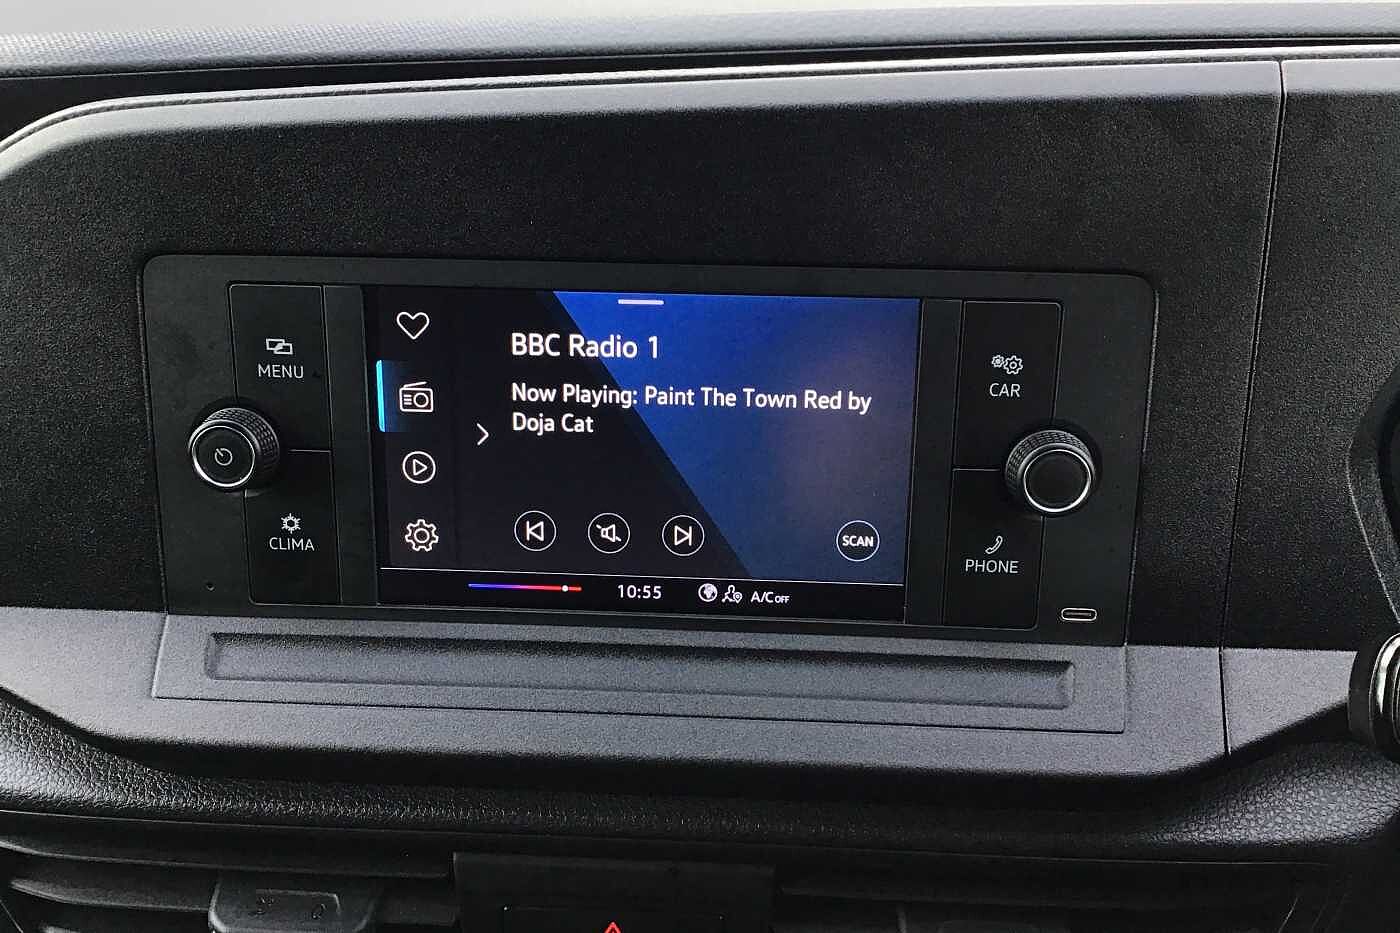 MENU
CLIMA
BBC Radio 1
Now Playing: Paint The Town Red by
Doja Cat
SCAN
10:55
A/C OFF
CAR
PHONE